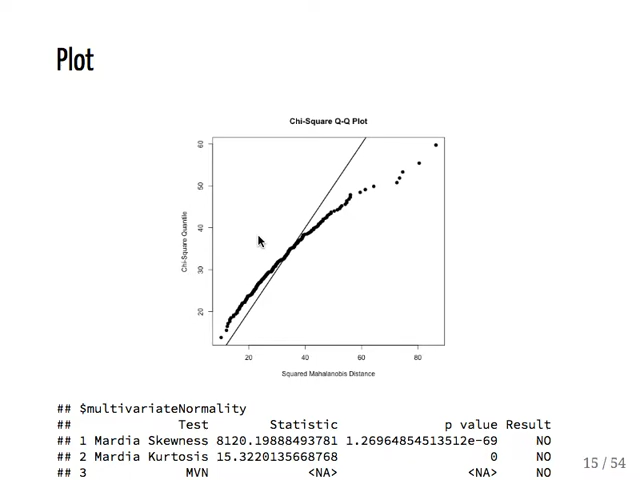 Plot
Chi-Square Q-Q Plot
Chi-Square Quantile
60
50
40
30
20
20 40 60 80
Squared Mahalanobis Distance
## $multivariateNormality
## Test Statistic p value Result
## 1 Mardia Skewness 8120.19888493781 1.26964854513512e-69 NO
## 2 Mardia Kurtosis 15.3220135668768 0 NO
## 3 MVN <NA> <NA> NO
15 / 54